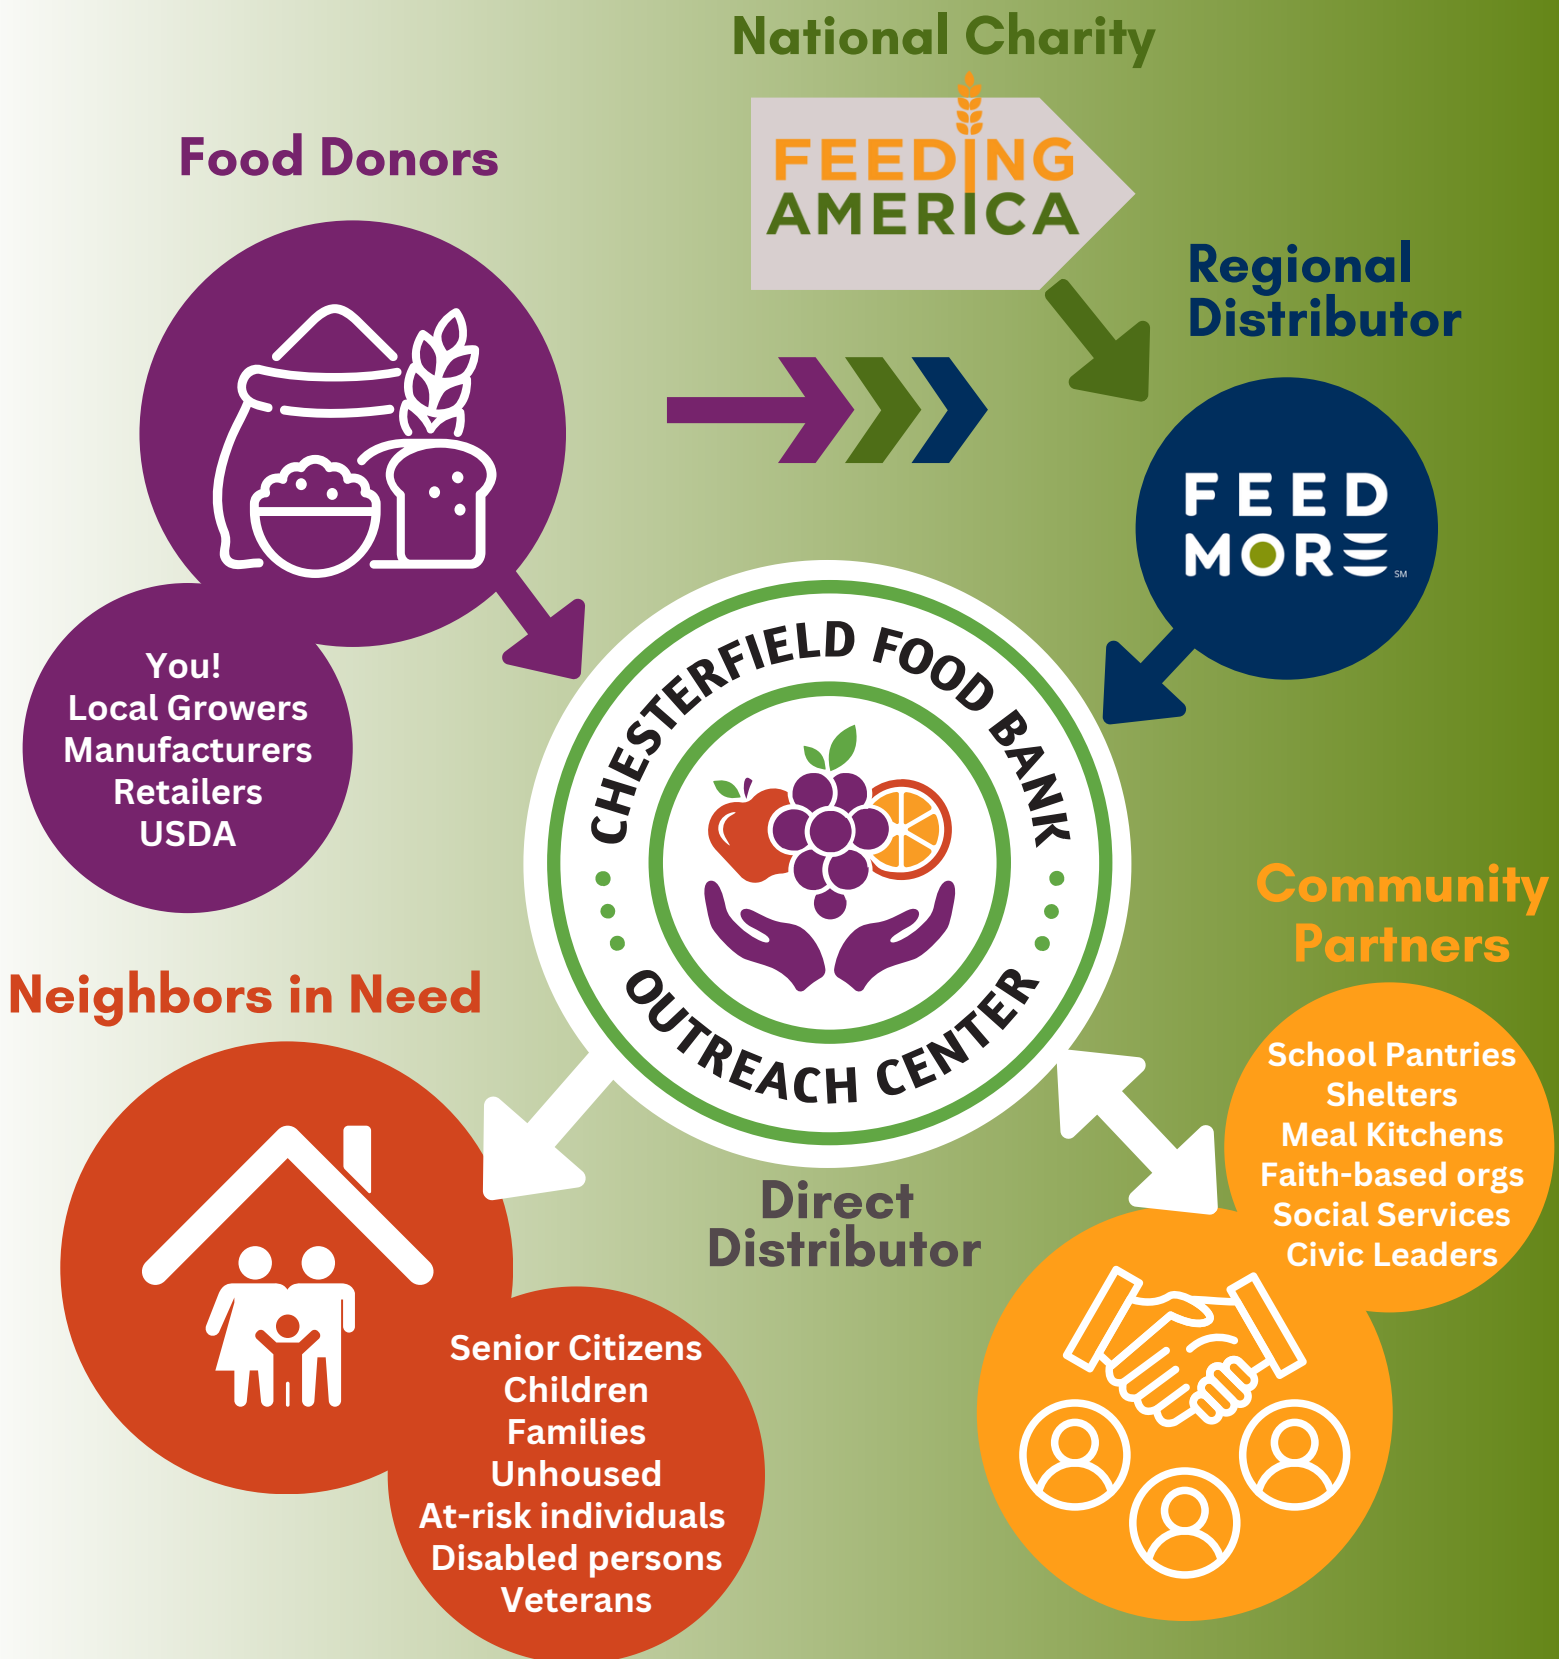 National Charity
FEEDING
AMERICA
Food Donors
Regional
Distributor
FEED
MORE
SM
You!
Local Growers
Manufacturers
Retailers
USDA
CHESTERFIELD FOOD BANK
OUTREACH CENTER
Direct
Distributor
Community
Partners
School Pantries
Shelters
Meal Kitchens
Faith-based orgs
Social Services
Civic Leaders
Neighbors in Need
Senior Citizens
Children
Families
Unhoused
At-risk individuals
Disabled persons
Veterans